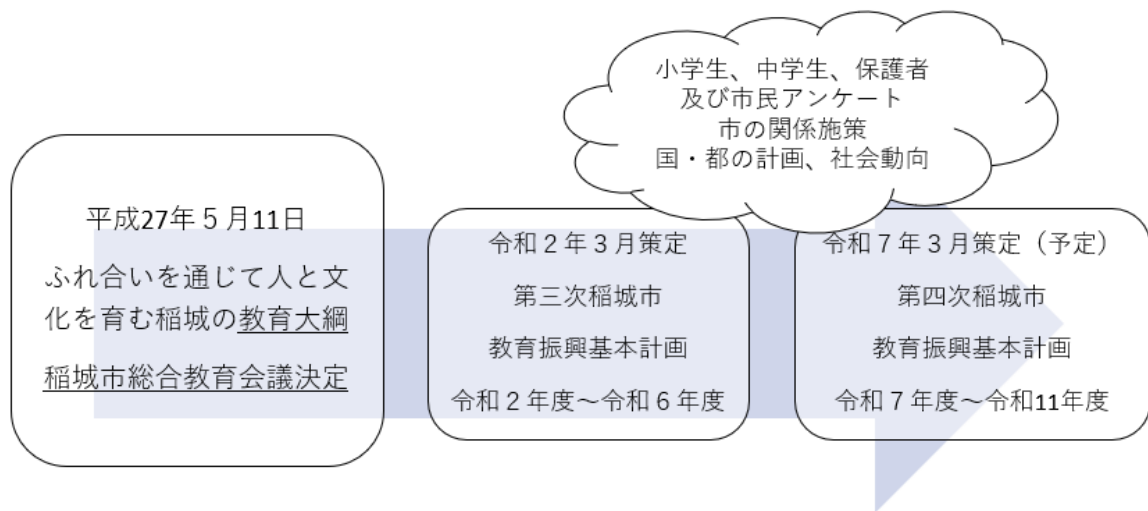 小学生、中学生、保護者
及び市民アンケート
市の関係施策
国・都の計画、社会動向
平成27年５月11日
ふれ合いを通じて人と文
化を育む稲城の教育大綱
稲城市総合教育会議決定
令和２年３月策定
第三次稲城市
教育振興基本計画
令和２年度～令和６年度
令和７年３月策定（予定）
第四次稲城市
教育振興基本計画
令和７年度～令和11年度